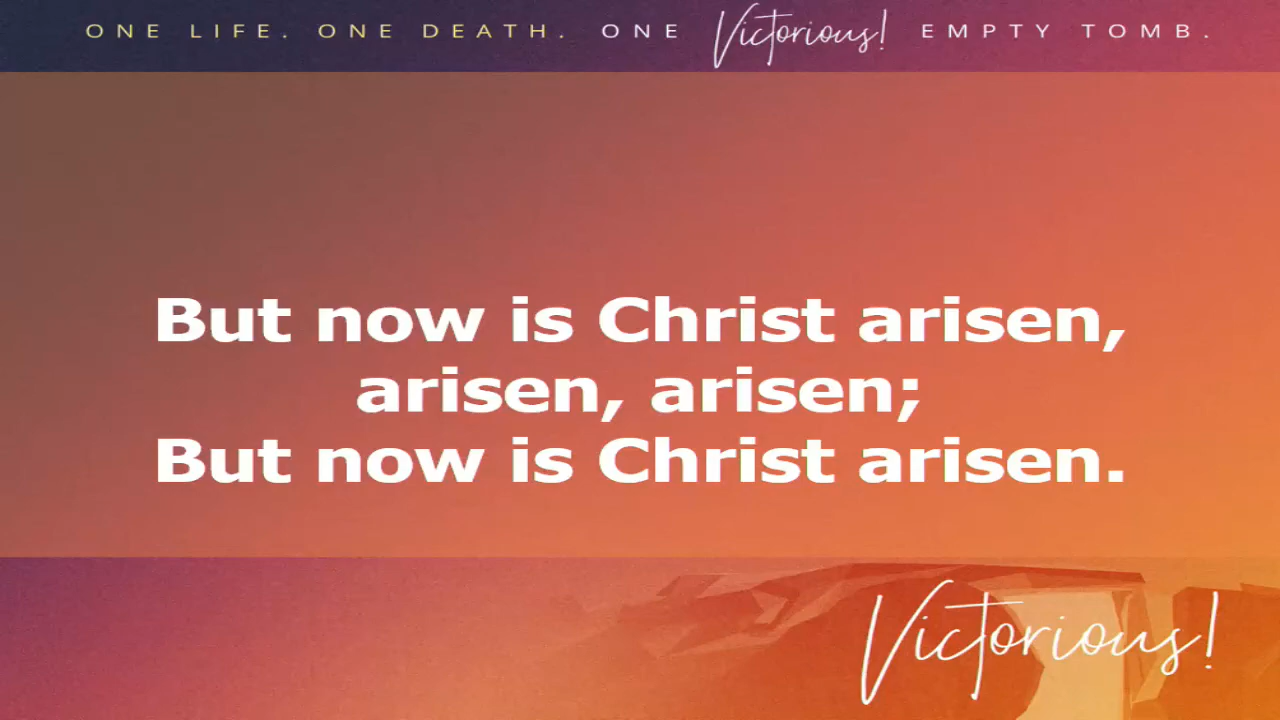 ONE LIFE. ONE DEATH. ONE Victorious! EMPTY TOMB.
But now is Christ arisen,
arisen, arisen;
But now is Christ arisen.
Victorious!